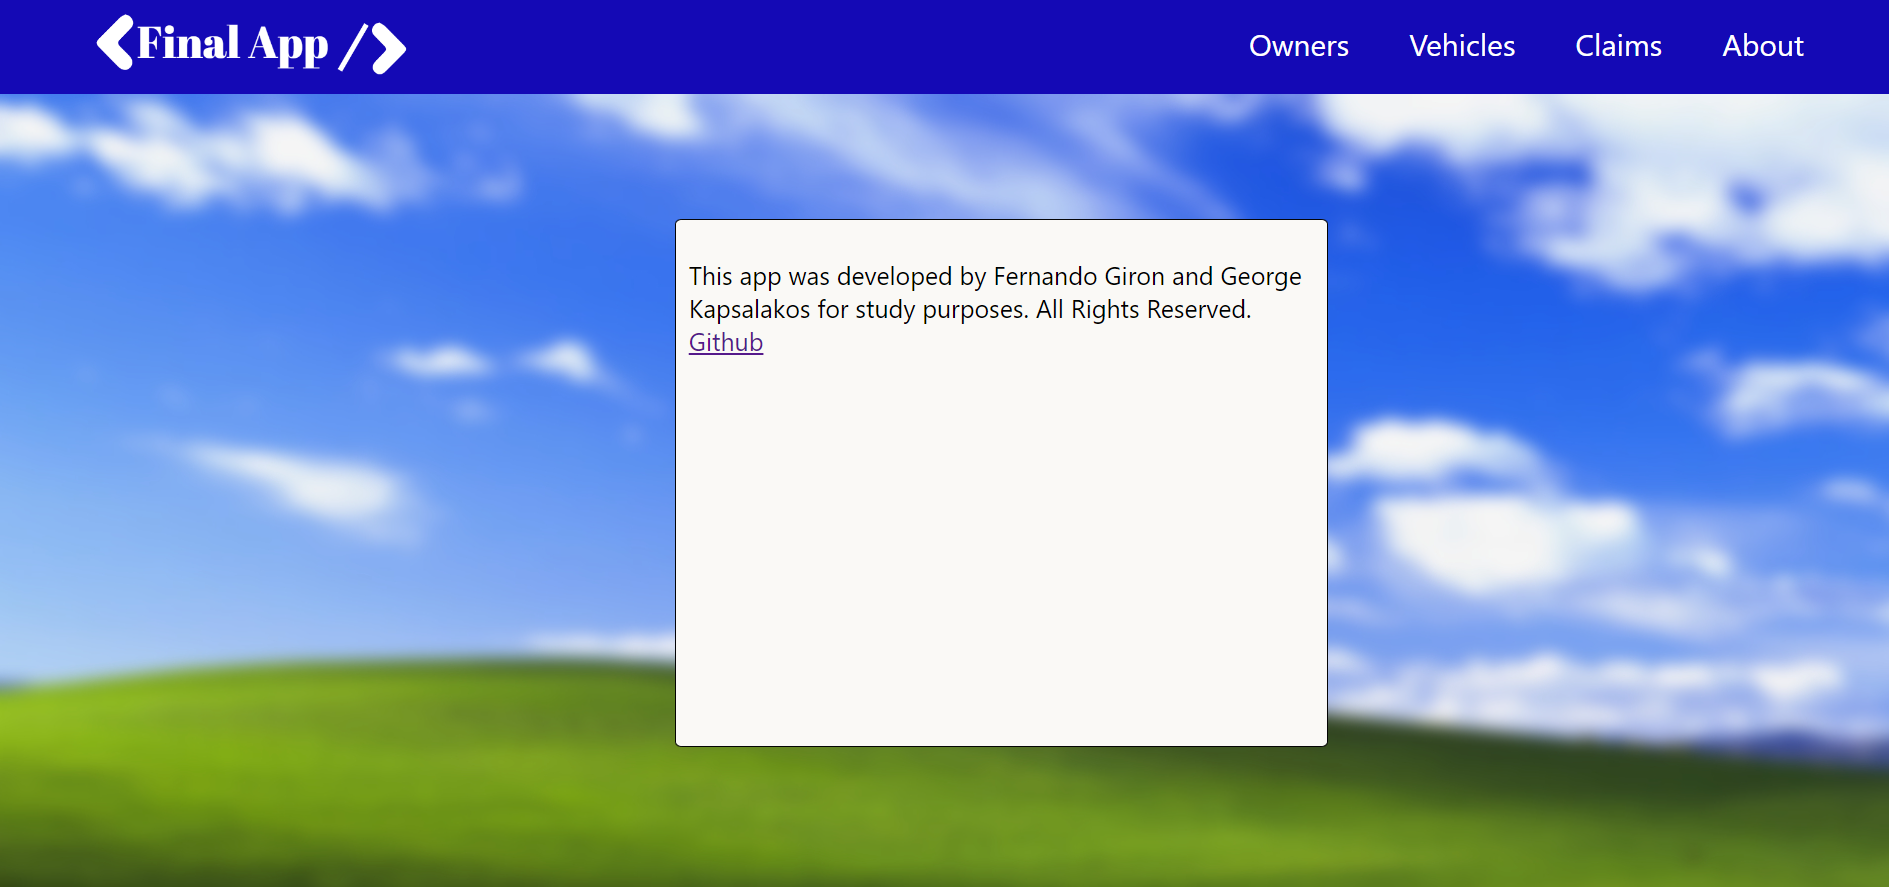 <Final App />
Owners Vehicles Claims About
This app was developed by Fernando Giron and George
Kapsalakos for study purposes. All Rights Reserved.
Github